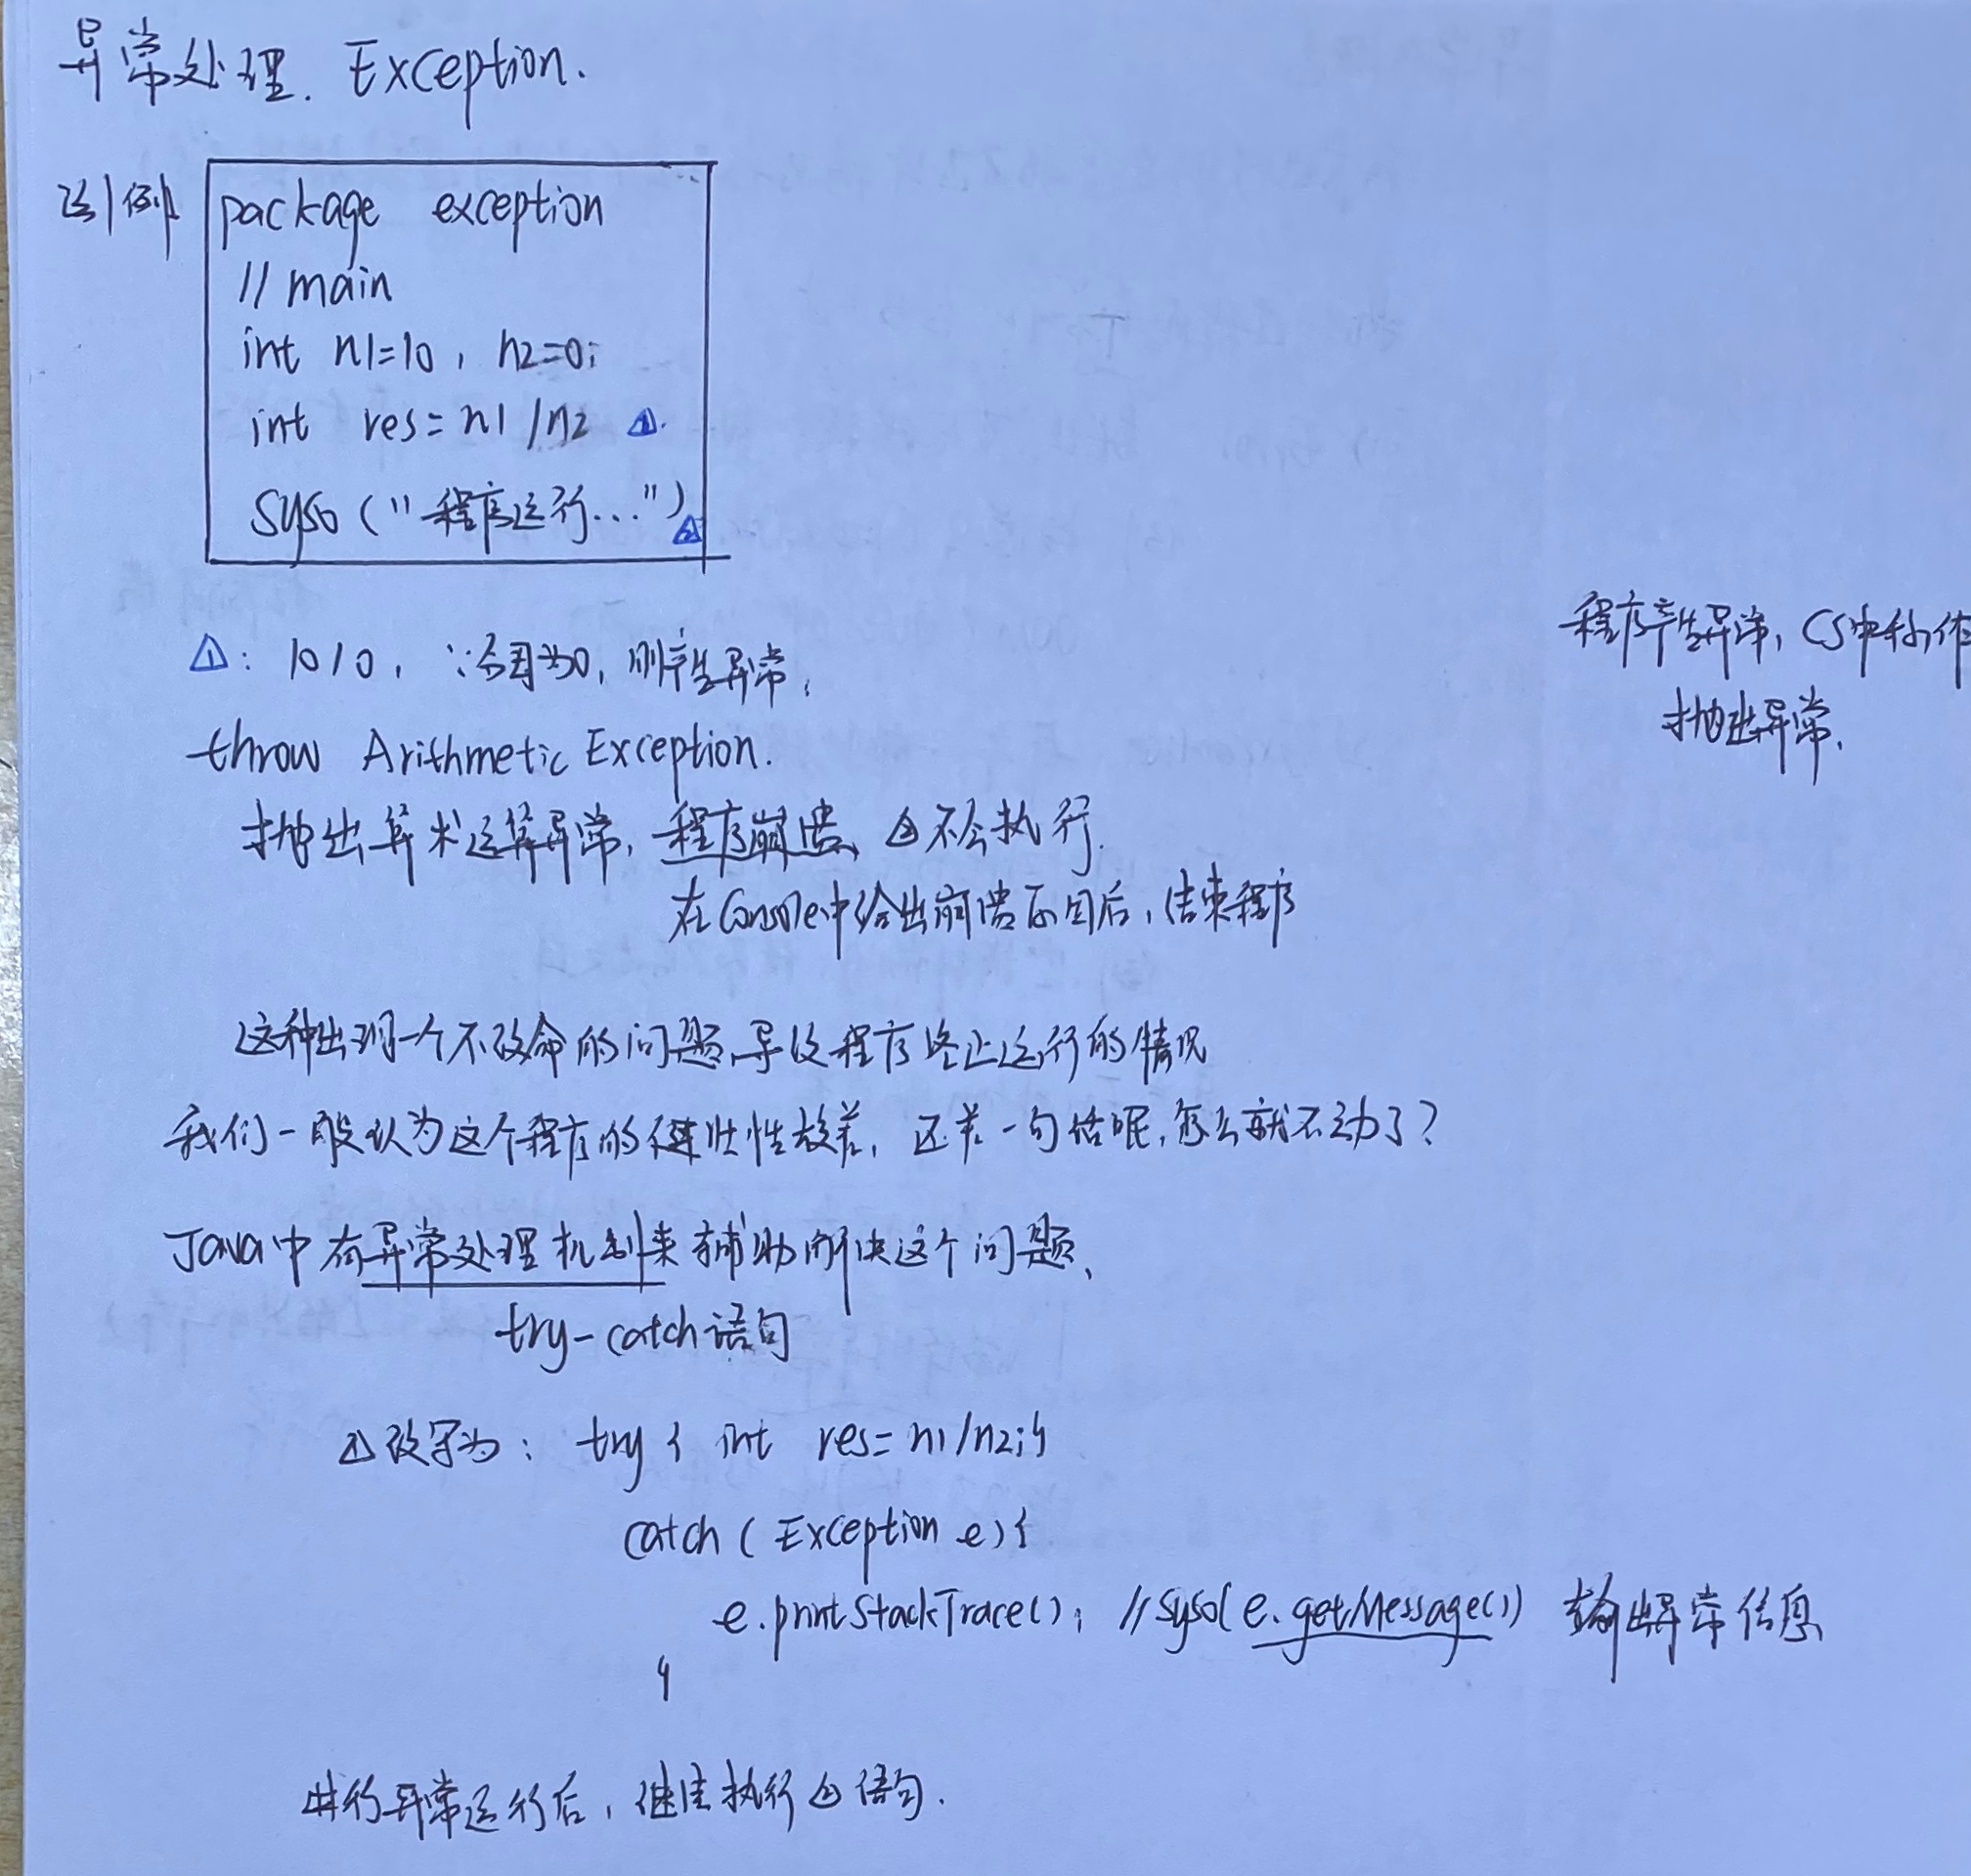 异常处理. Exception.
引例
package exception
// main
int n1=10, n2=0;
int res=n1/n2 △1.
Syso("程序运行...") △2
△1: 10/0, ∵分母为0, 则产生异常,
程序产生异常, CS中称作
抛出异常.
throw Arithmetic Exception.
抛出算术运算异常, 程序崩溃、△2不会执行.
在Console中给出崩溃原因后, 结束程序
这种出现一个不致命的问题,导致程序终止运行的情况
我们一般认为这个程序的健壮性较差, 还差一句话呢,怎么就不动了?
Java中有异常处理机制来辅助解决这个问题、
try-catch语句
△1改写为: try { int res=n1/n2;}
catch (Exception e){
e.printStackTrace(); //Syso(e.getMessage()) 输出异常信息
}
进行异常运行后, 继续执行△2语句.